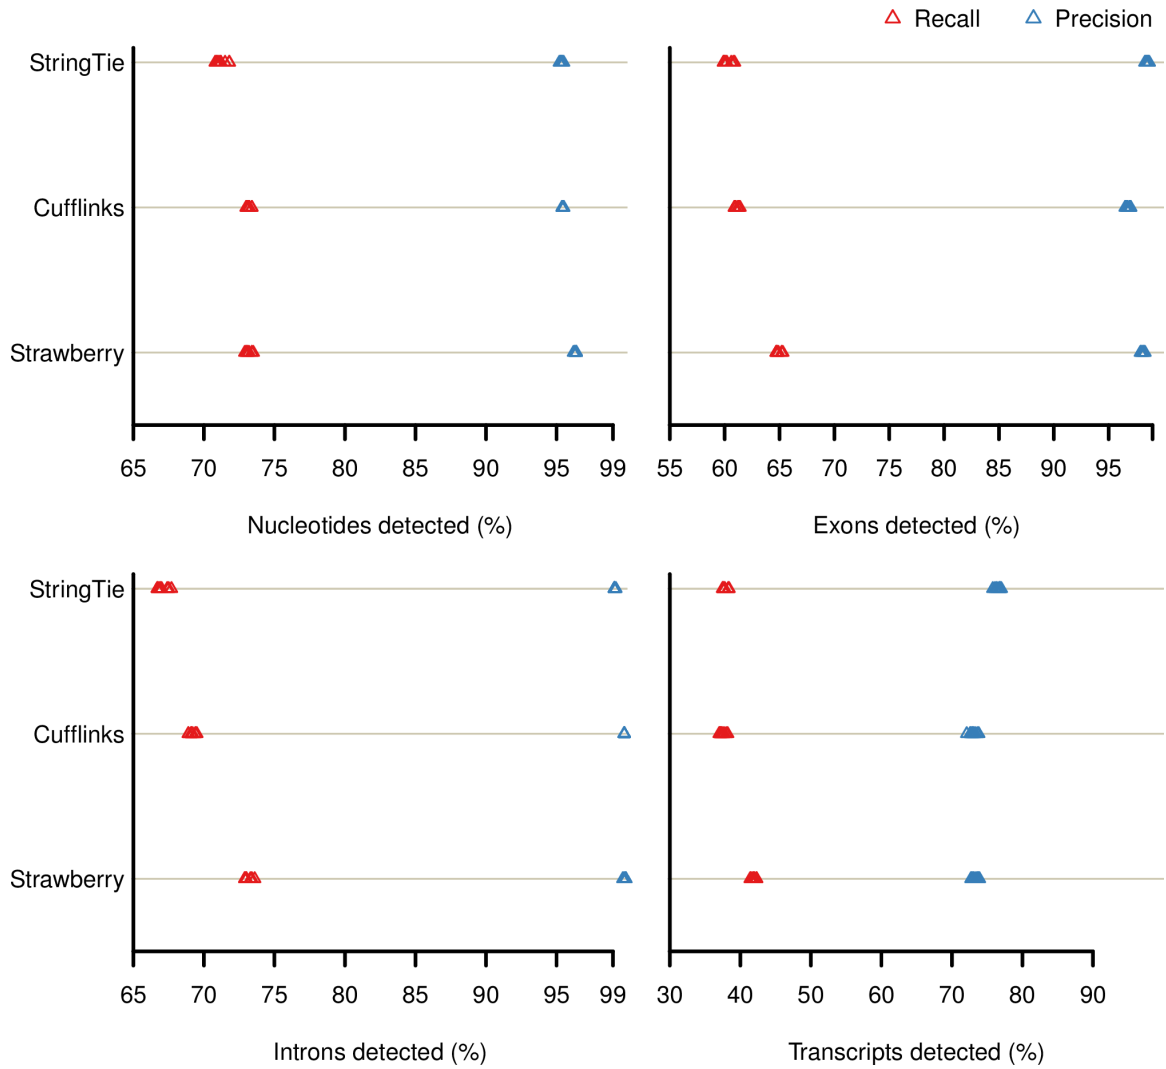 Recall Precision
StringTie
Cufflinks
Strawberry
65 70 75 80 85 90 95 99
Nucleotides detected (%)
55 60 65 70 75 80 85 90 95
Exons detected (%)
StringTie
Cufflinks
Strawberry
65 70 75 80 85 90 95 99
Introns detected (%)
30 40 50 60 70 80 90
Transcripts detected (%)